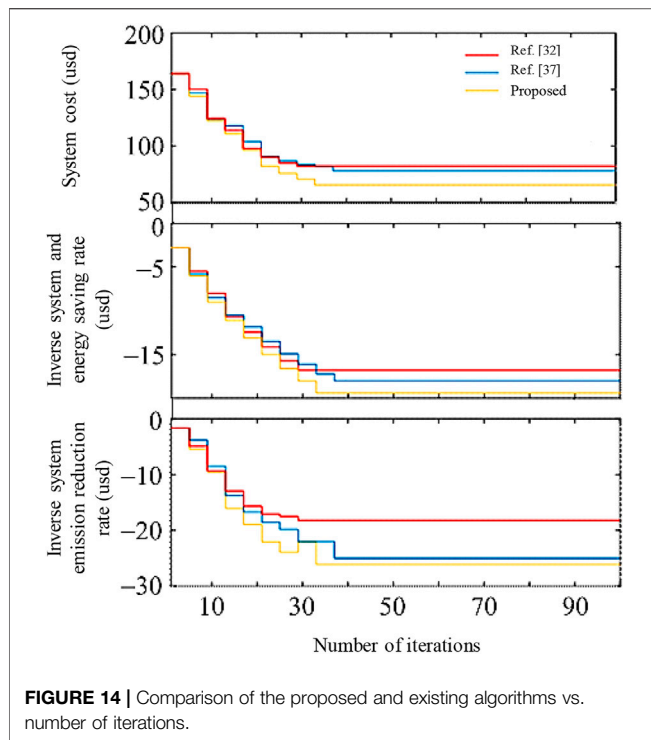 200
150
100
50
System cost (usd)
Ref. [32]
Ref. [37]
Proposed
0
−5
−15
Inverse system and
energy saving rate
(usd)
0
−10
−20
−30
Inverse system
emission reduction
rate (usd)
10 30 50 70 90
Number of iterations
FIGURE 14 | Comparison of the proposed and existing algorithms vs.
number of iterations.